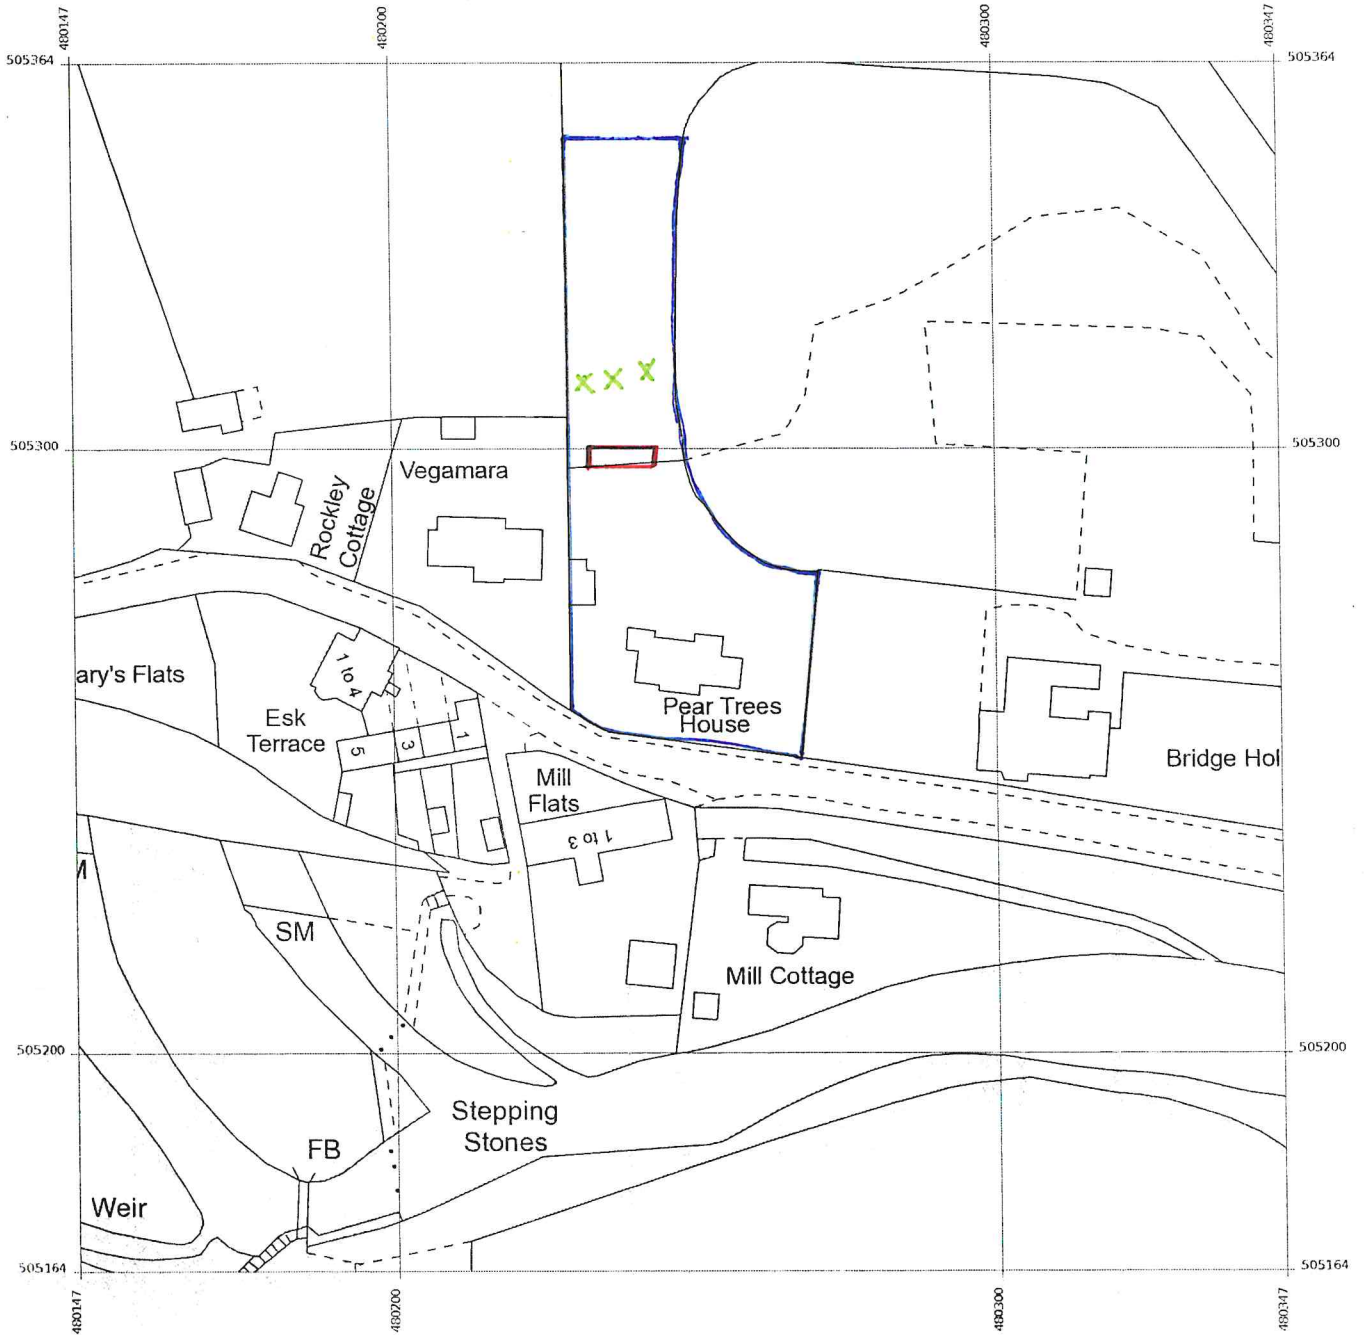 480147
480200
480300
480347
505364
505364
505300
505300
Vegamara
Rockley
Cottage
ary's Flats
1 to 4
Esk
Terrace
5
3
1
Pear Trees
House
Bridge Hol
Mill
Flats
1 to 3
M
SM
Mill Cottage
505200
505200
Stepping
Stones
FB
Weir
505164
505164
480147
480200
480300
480347